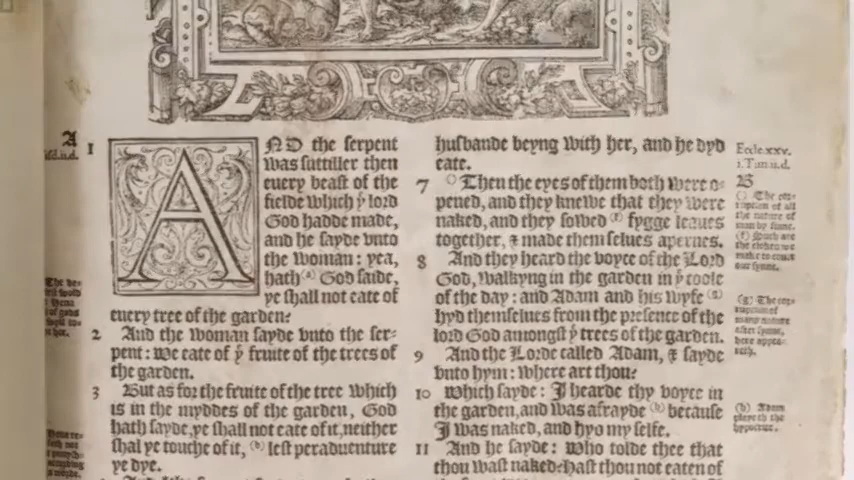 A
1 AND the serpent
was suttiller then
euery beast of the
fielde which ẏ lord
God hadde made,
and he sayde vnto
the woman: yea,
hath (a) God saide,
ye shall not eate of
euery tree of the garden?
2 And the woman sayde vnto the ser-
pent: we eate of ẏ fruite of the trees of
the garden.
3 But as for the fruite of the tree which
is in the myddes of the garden, God
hath sayde, ye shall not eate of it, neither
shal ye touche of it, (b) lest peraduenture
ye dye.
husbande beyng with her, and he dyd
eate.
7 Then the eyes of them both were o-
pened, and they knewe that they were
naked, and they sowed fygge leaues
together, & made themselues apernes.
8 And they heard the voyce of the Lord
God, walkyng in the garden in ẏ coole
of the day: and Adam and his wyfe (g)
hyd themselues from the presence of the
lord God amongst ẏ trees of the garden.
9 And the Lorde called Adam, & sayde
vnto hym: where art thou?
10 Which sayde: I hearde thy voyce in
the garden, and was afrayde (h) because
I was naked, and hyd my selfe.
11 And he sayde: Who tolde thee that
thou wast naked? Hast thou not eaten of
Eccle.xxv.
1.Tim.ii.d.
B
(h) Adam